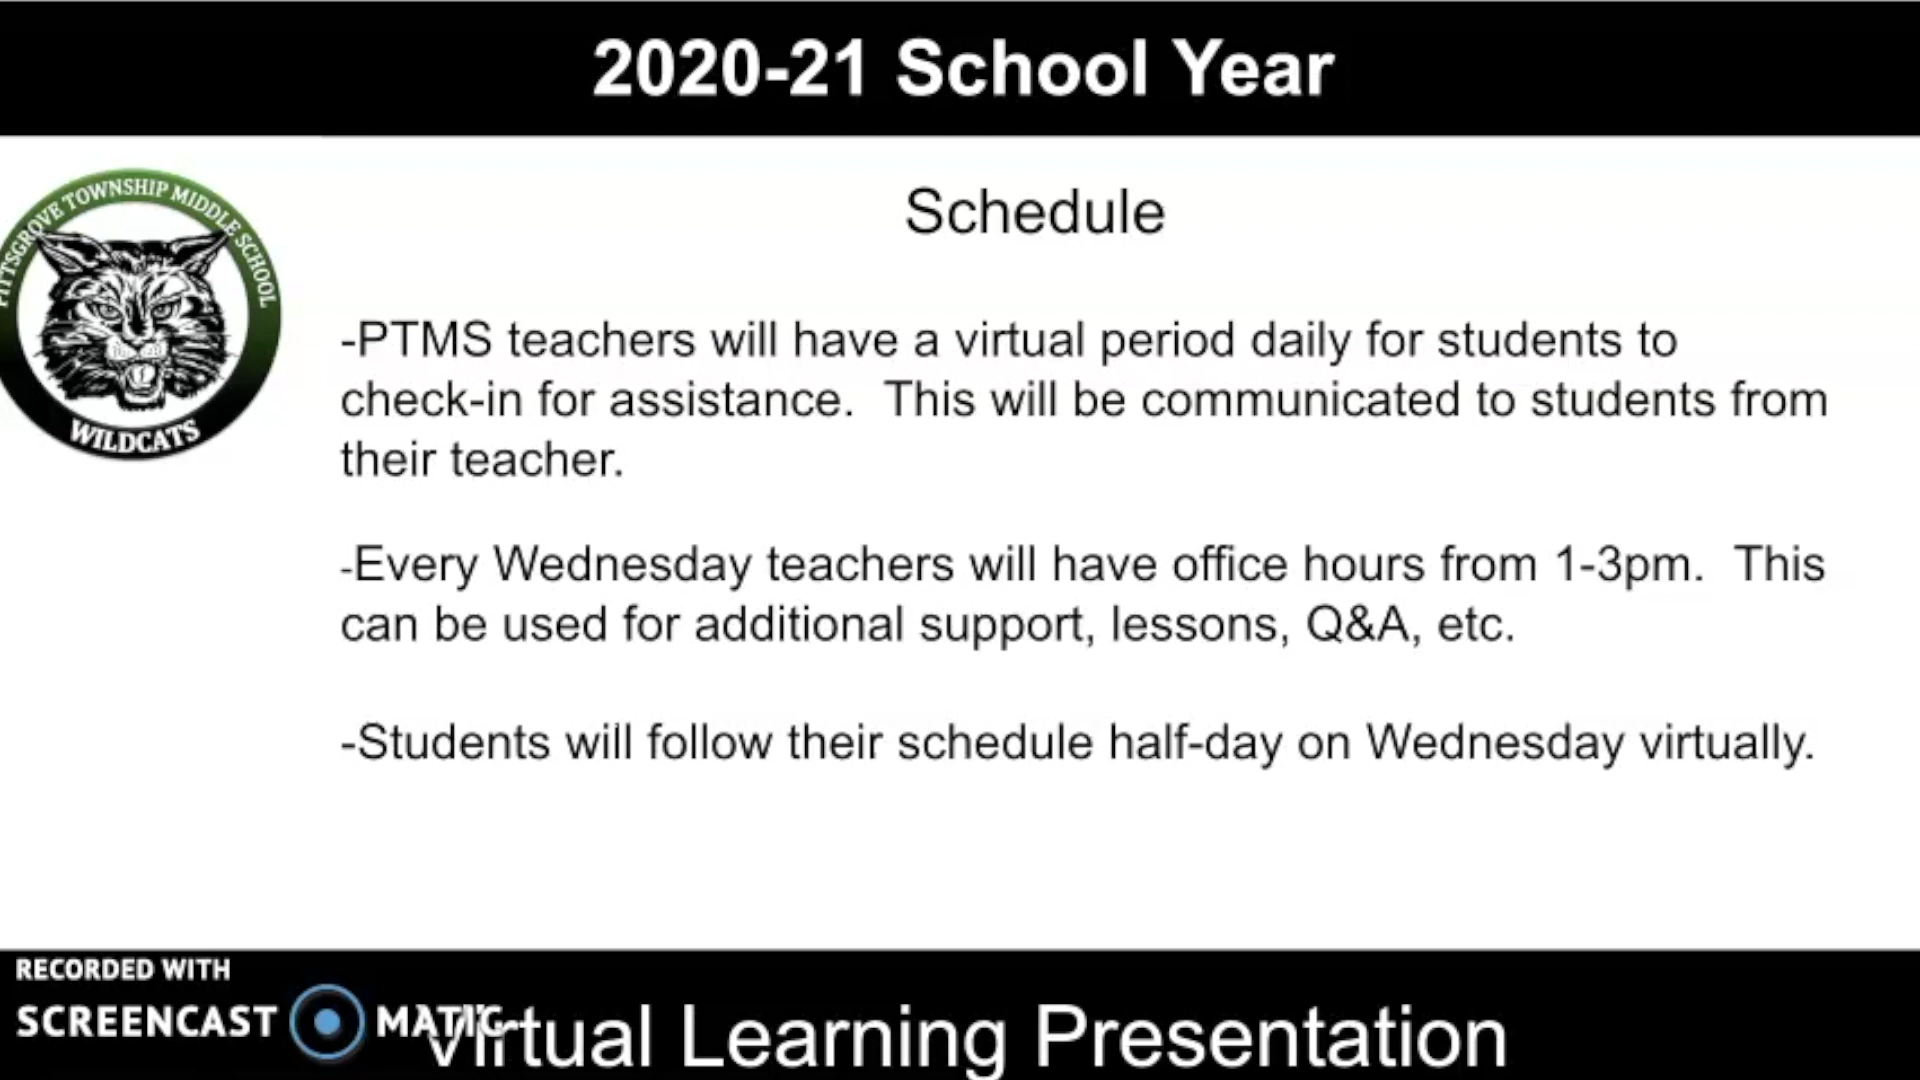 2020-21 School Year
PITTSGROVE TOWNSHIP MIDDLE SCHOOL
WILDCATS
Schedule
-PTMS teachers will have a virtual period daily for students to
check-in for assistance.  This will be communicated to students from
their teacher.
-Every Wednesday teachers will have office hours from 1-3pm.  This
can be used for additional support, lessons, Q&A, etc.
-Students will follow their schedule half-day on Wednesday virtually.
RECORDED WITH
SCREENCAST MATIC
Virtual Learning Presentation